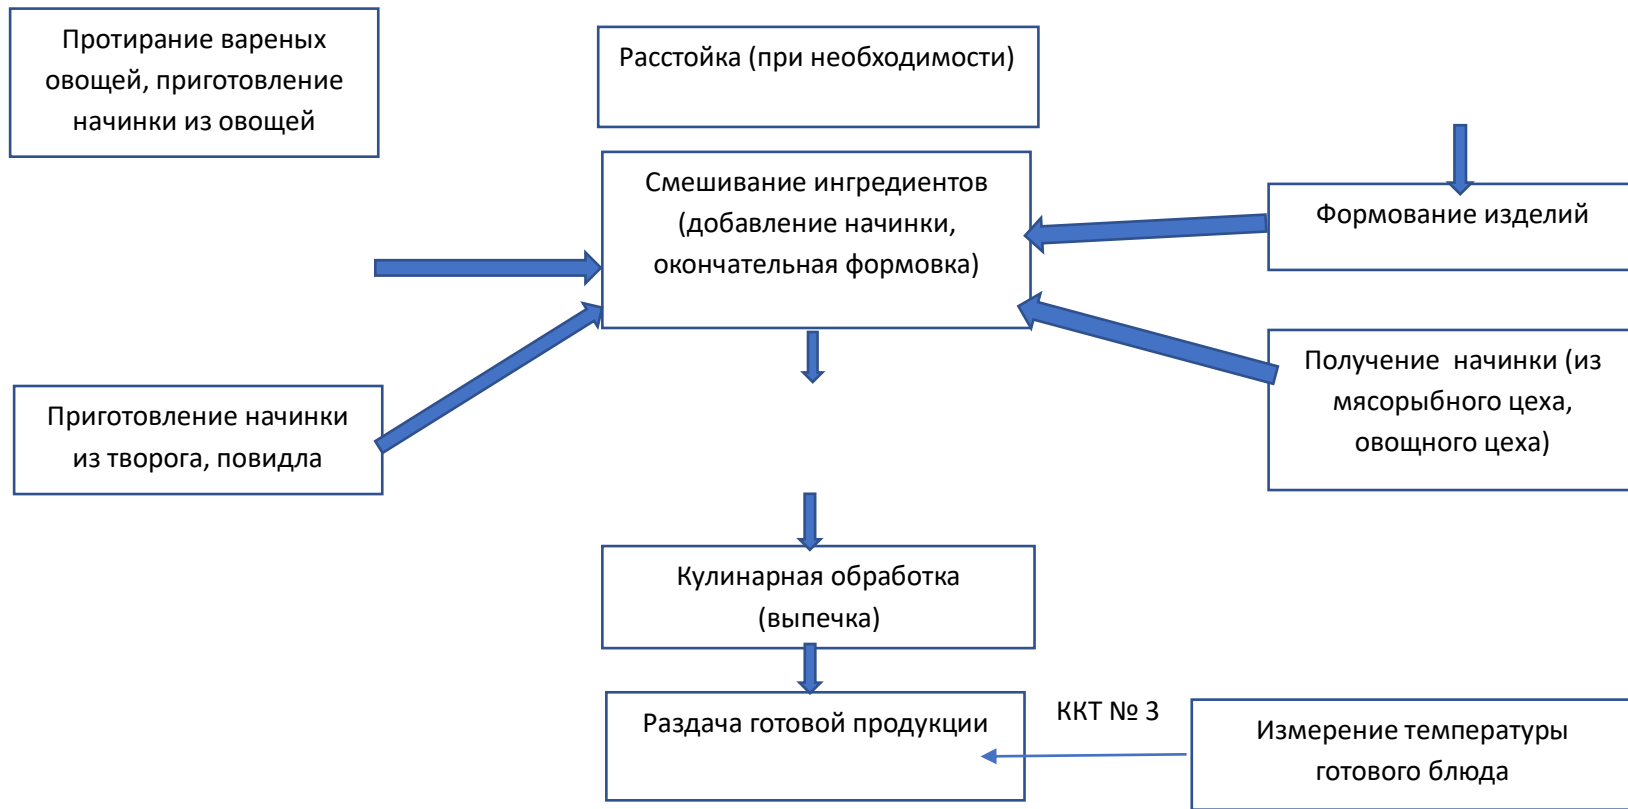 Протирание вареных
овощей, приготовление
начинки из овощей
Расстойка (при необходимости)
Смешивание ингредиентов
(добавление начинки,
окончательная формовка)
Формование изделий
Получение  начинки (из
мясорыбного цеха,
овощного цеха)
Приготовление начинки
из творога, повидла
Кулинарная обработка
(выпечка)
Раздача готовой продукции
ККТ № 3
Измерение температуры
готового блюда